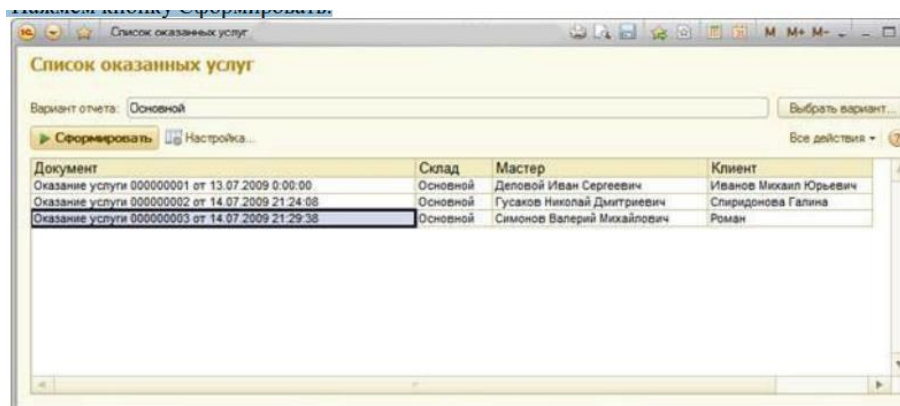 Нажмем кнопку Сформировать.
Список оказанных услуг M M+ M-
Список оказанных услуг
Вариант отчета: Основной Выбрать вариант...
Сформировать Настройка... Все действия
Документ Склад Мастер Клиент
Оказание услуги 000000001 от 13.07.2009 0:00:00 Основной Деловой Иван Сергеевич Иванов Михаил Юрьевич
Оказание услуги 000000002 от 14.07.2009 21:24:08 Основной Гусаков Николай Дмитриевич Спиридонова Галина
Оказание услуги 000000003 от 14.07.2009 21:29:38 Основной Симонов Валерий Михайлович Роман